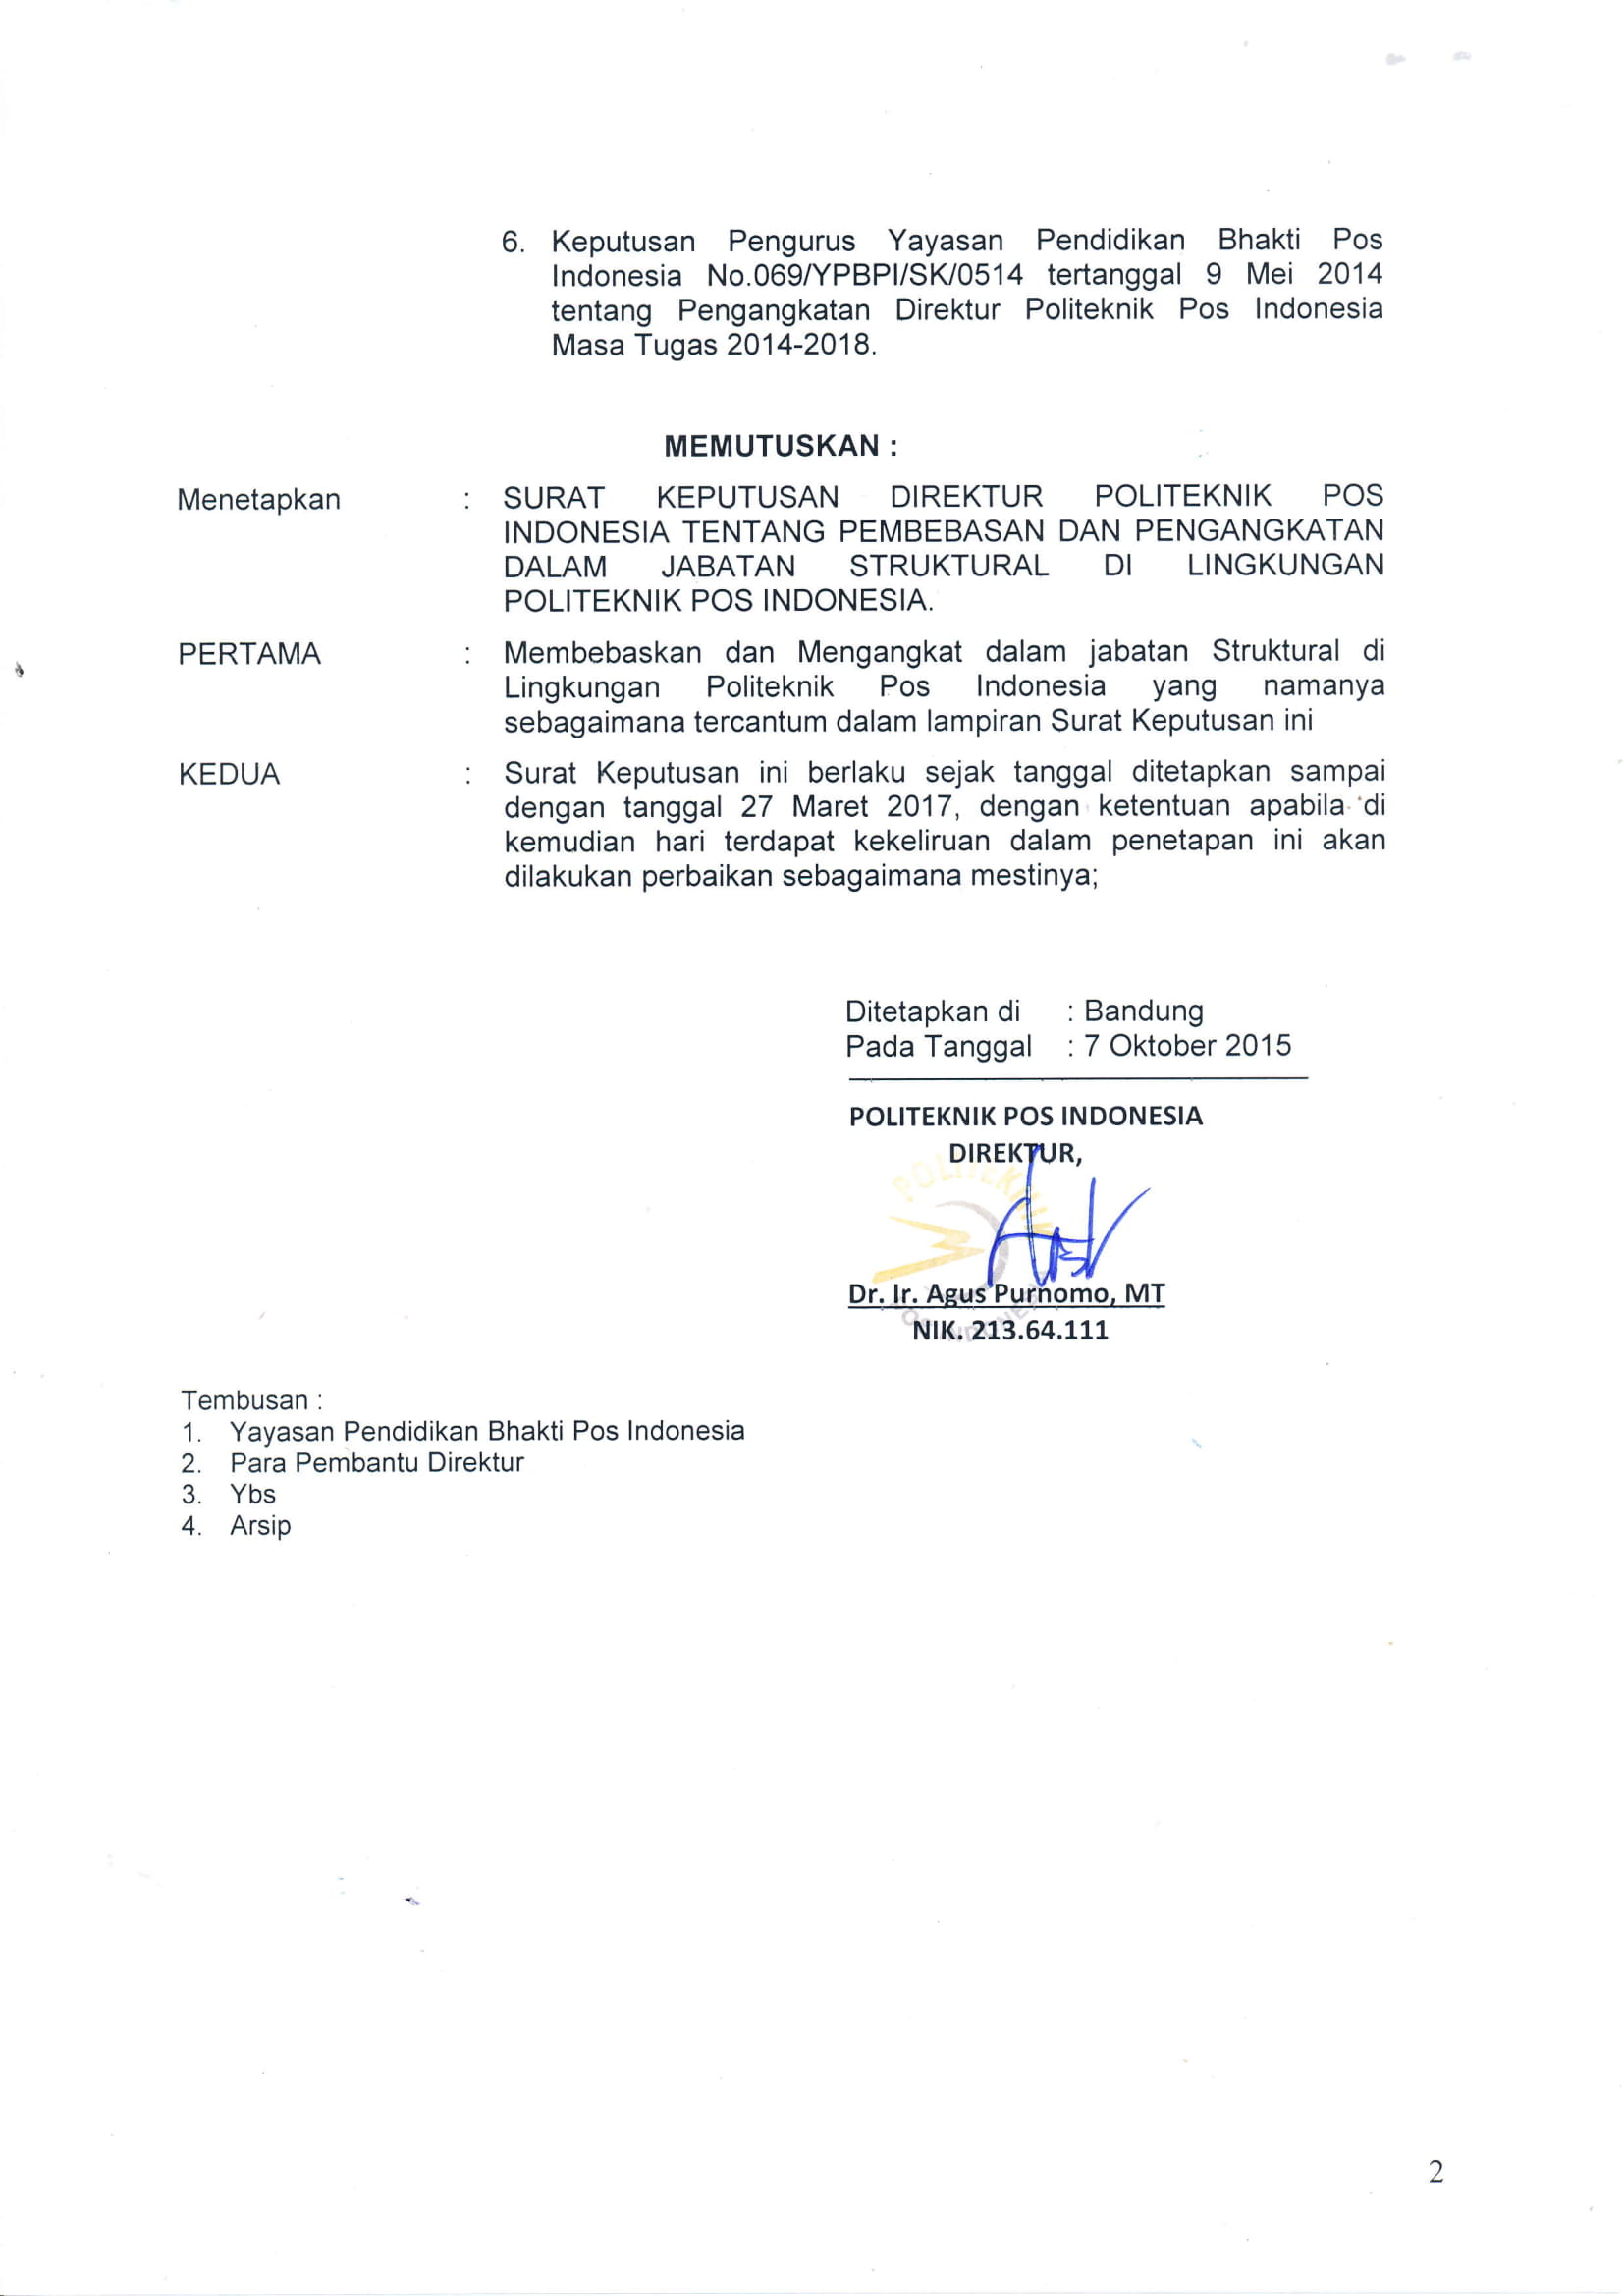 6. Keputusan Pengurus Yayasan Pendidikan Bhakti Pos
Indonesia No.069/YPBPI/SK/0514 tertanggal 9 Mei 2014
tentang Pengangkatan Direktur Politeknik Pos Indonesia
Masa Tugas 2014-2018.
MEMUTUSKAN :
Menetapkan : SURAT KEPUTUSAN DIREKTUR POLITEKNIK POS
INDONESIA TENTANG PEMBEBASAN DAN PENGANGKATAN
DALAM JABATAN STRUKTURAL DI LINGKUNGAN
POLITEKNIK POS INDONESIA.
PERTAMA : Membebaskan dan Mengangkat dalam jabatan Struktural di
Lingkungan Politeknik Pos Indonesia yang namanya
sebagaimana tercantum dalam lampiran Surat Keputusan ini
KEDUA : Surat Keputusan ini berlaku sejak tanggal ditetapkan sampai
dengan tanggal 27 Maret 2017, dengan ketentuan apabila di
kemudian hari terdapat kekeliruan dalam penetapan ini akan
dilakukan perbaikan sebagaimana mestinya;
Ditetapkan di : Bandung
Pada Tanggal : 7 Oktober 2015
POLITEKNIK POS INDONESIA
DIREKTUR,
POLITEKNIK
POS INDONESIA
Dr. Ir. Agus Purnomo, MT
NIK. 213.64.111
Tembusan :
1. Yayasan Pendidikan Bhakti Pos Indonesia
2. Para Pembantu Direktur
3. Ybs
4. Arsip
2